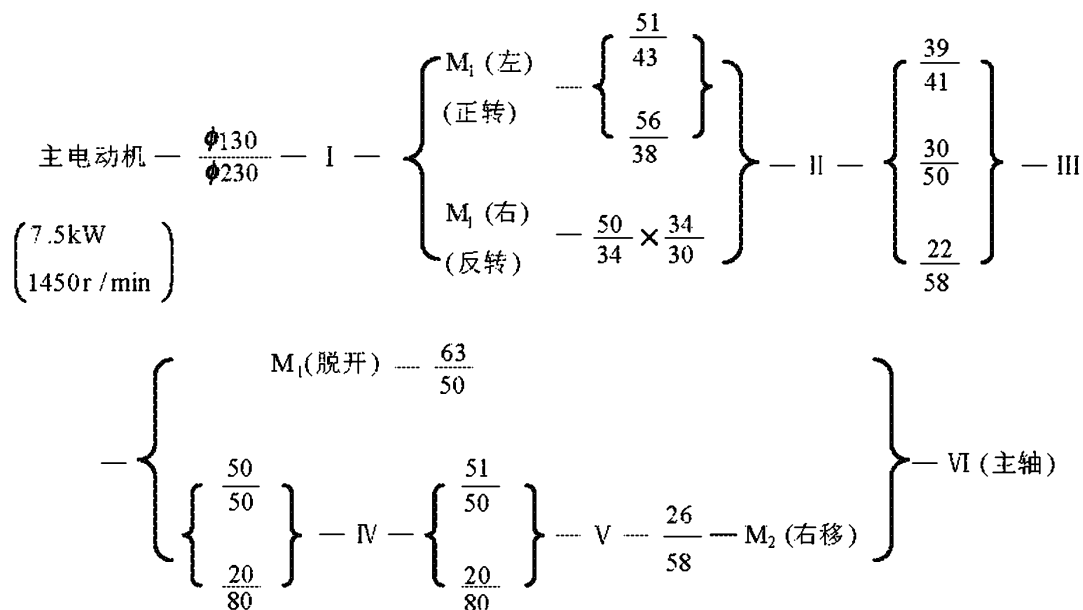 主电动机 — φ130/φ230 — I — { M₁ (左) (正转) — { 51/43 56/38 } M₁ (右) (反转) — 50/34 × 34/30 } — II — { 39/41 30/50 22/58 } — III
(7.5kW
1450r/min)
— { M₁(脱开) — 63/50
{ 50/50 20/80 } — IV — { 51/50 20/80 } — V — 26/58 — M₂ (右移) } — VI (主轴)